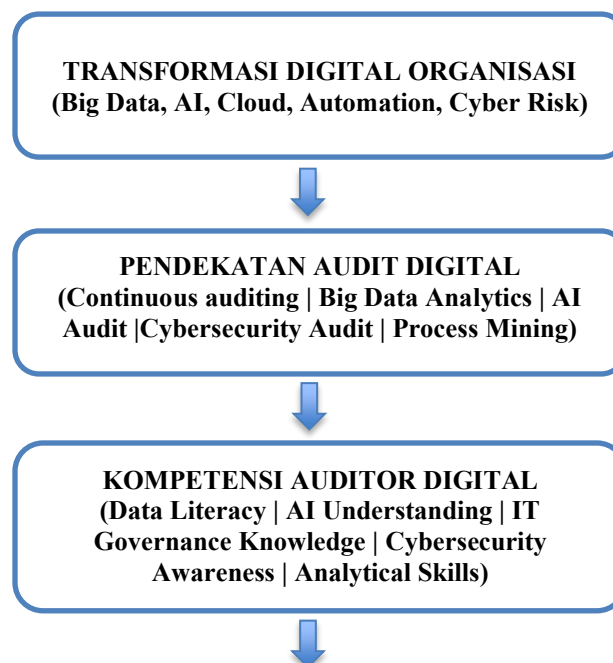 TRANSFORMASI DIGITAL ORGANISASI
(Big Data, AI, Cloud, Automation, Cyber Risk)
PENDEKATAN AUDIT DIGITAL
(Continuous auditing | Big Data Analytics | AI
Audit |Cybersecurity Audit | Process Mining)
KOMPETENSI AUDITOR DIGITAL
(Data Literacy | AI Understanding | IT
Governance Knowledge | Cybersecurity
Awareness | Analytical Skills)